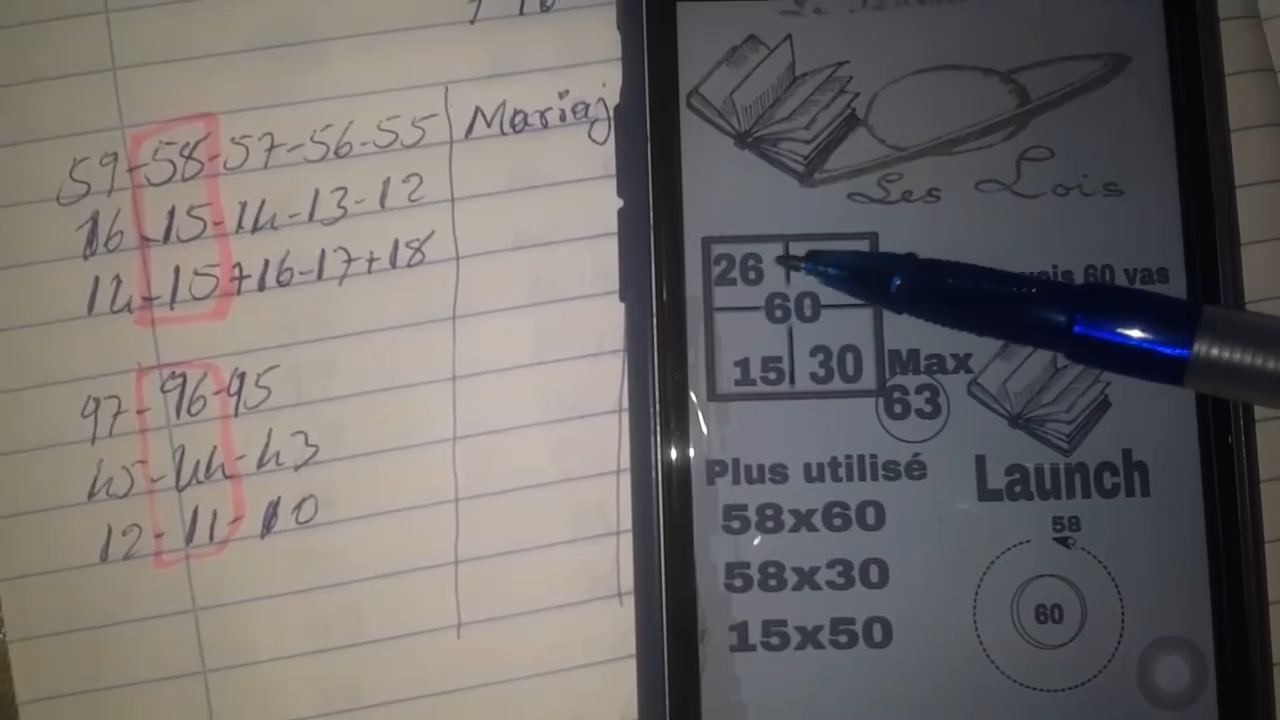 59-58-57-56-55
Mariaj
16-15-14-13-12
14-15+16-17+18
97-96-95
45-44-43
12-11-10
Les Lois
26
60
15 30
60 vas
Max
63
Plus utilisé
58x60
58x30
15x50
Launch
58
60